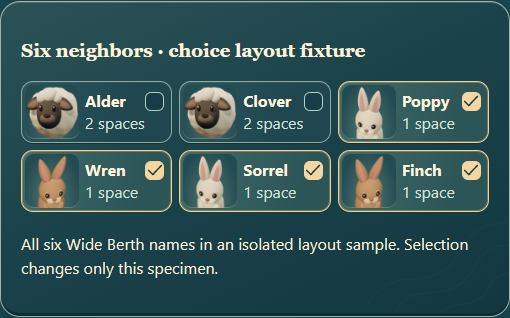 Six neighbors · choice layout fixture
Alder
2 spaces
Clover
2 spaces
Poppy
1 space
Wren
1 space
Sorrel
1 space
Finch
1 space
All six Wide Berth names in an isolated layout sample. Selection
changes only this specimen.